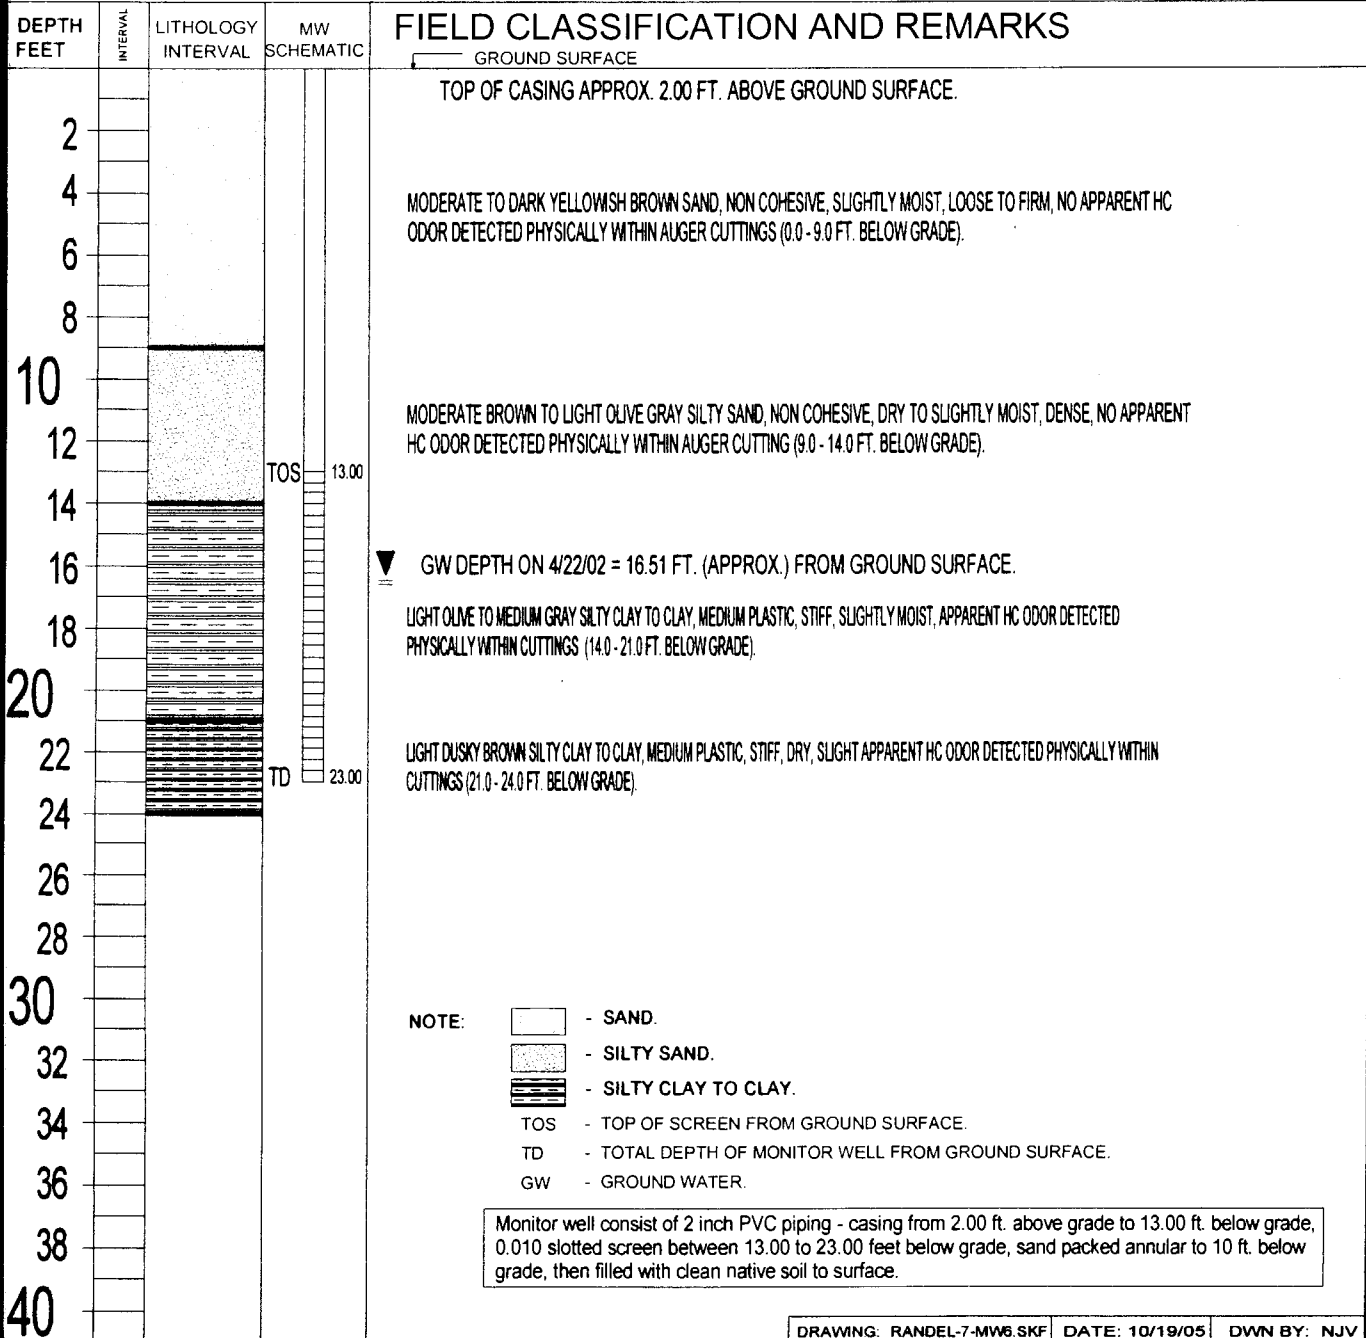 DEPTH FEET
INTERVAL
LITHOLOGY INTERVAL
MW SCHEMATIC
FIELD CLASSIFICATION AND REMARKS
GROUND SURFACE
TOP OF CASING APPROX. 2.00 FT. ABOVE GROUND SURFACE.
2
4
MODERATE TO DARK YELLOWISH BROWN SAND, NON COHESIVE, SLIGHTLY MOIST, LOOSE TO FIRM, NO APPARENT HC
ODOR DETECTED PHYSICALLY WITHIN AUGER CUTTINGS (0.0 - 9.0 FT. BELOW GRADE).
6
8
10
MODERATE BROWN TO LIGHT OLIVE GRAY SILTY SAND, NON COHESIVE, DRY TO SLIGHTLY MOIST, DENSE, NO APPARENT
HC ODOR DETECTED PHYSICALLY WITHIN AUGER CUTTING (9.0 - 14.0 FT. BELOW GRADE).
12
TOS 13.00
14
16
GW DEPTH ON 4/22/02 = 16.51 FT. (APPROX.) FROM GROUND SURFACE.
LIGHT OLIVE TO MEDIUM GRAY SILTY CLAY TO CLAY, MEDIUM PLASTIC, STIFF, SLIGHTLY MOIST, APPARENT HC ODOR DETECTED
PHYSICALLY WITHIN CUTTINGS (14.0 - 21.0 FT. BELOW GRADE).
18
20
22
LIGHT DUSKY BROWN SILTY CLAY TO CLAY, MEDIUM PLASTIC, STIFF, DRY, SLIGHT APPARENT HC ODOR DETECTED PHYSICALLY WITHIN
CUTTINGS (21.0 - 24.0 FT. BELOW GRADE).
TD 23.00
24
26
28
30
32
34
36
38
40
NOTE:
- SAND.
- SILTY SAND.
- SILTY CLAY TO CLAY.
TOS - TOP OF SCREEN FROM GROUND SURFACE.
TD - TOTAL DEPTH OF MONITOR WELL FROM GROUND SURFACE.
GW - GROUND WATER.
Monitor well consist of 2 inch PVC piping - casing from 2.00 ft. above grade to 13.00 ft. below grade,
0.010 slotted screen between 13.00 to 23.00 feet below grade, sand packed annular to 10 ft. below
grade, then filled with clean native soil to surface.
DRAWING: RANDEL-7-MW6.SKF DATE: 10/19/05 DWN BY: NJV